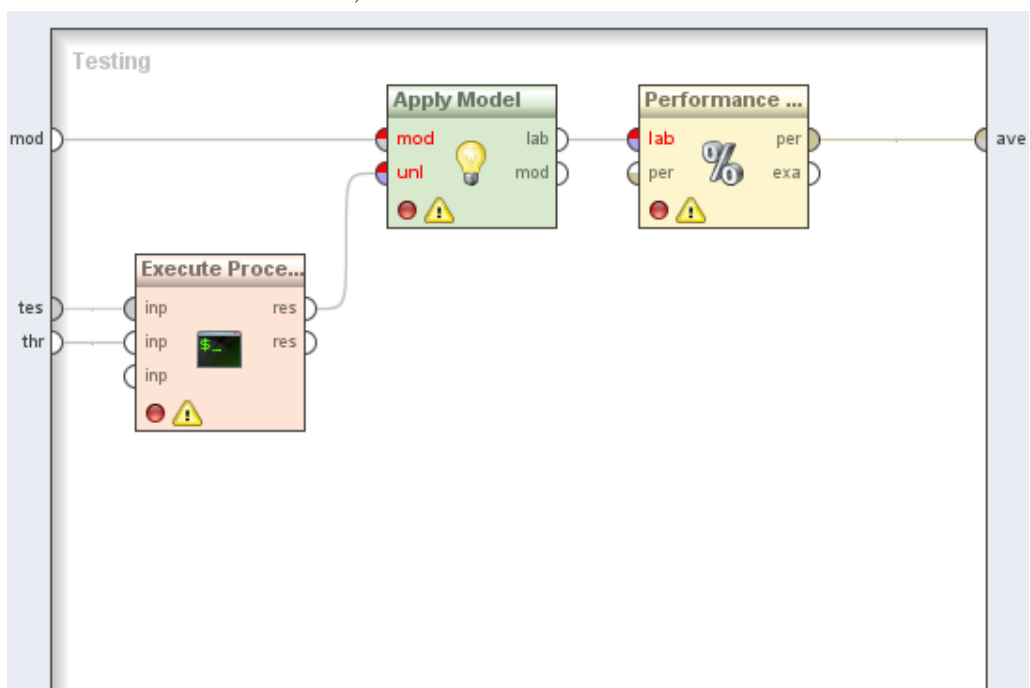 Testing
Apply Model
Performance ...
mod
mod
lab
lab
per
ave
unl
mod
per
exa
Execute Proce...
tes
inp
res
thr
inp
$_
res
inp